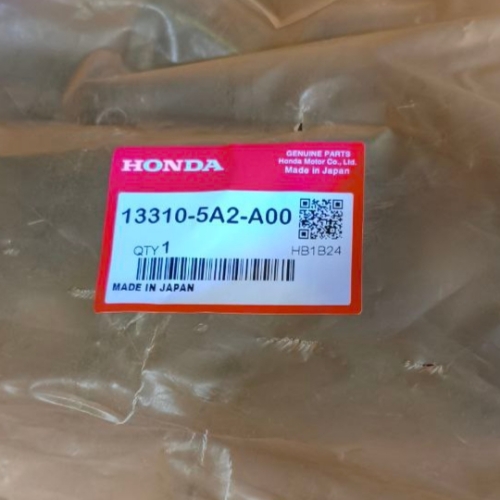 HONDA
GENUINE PARTS
Honda Motor Co., Ltd.
Made in Japan
13310-5A2-A00
QTY 1
HB1B24
MADE IN JAPAN